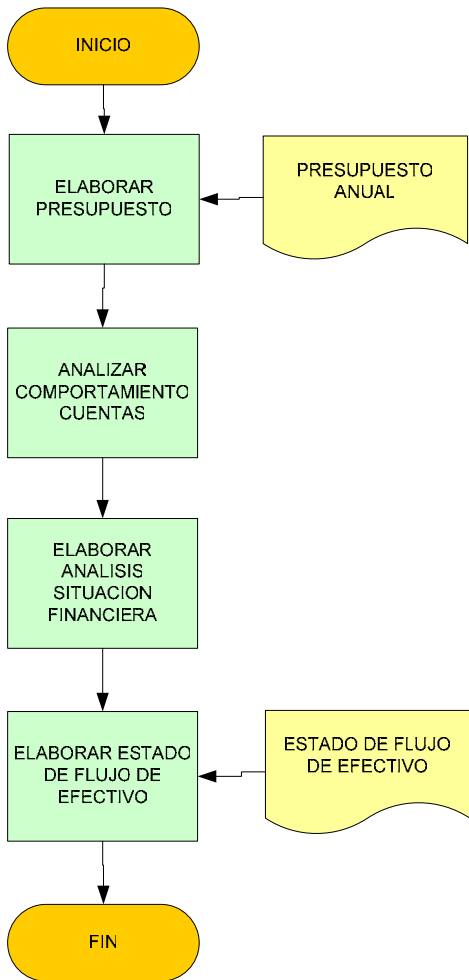 INICIO
ELABORAR
PRESUPUESTO
PRESUPUESTO
ANUAL
ANALIZAR
COMPORTAMIENTO
CUENTAS
ELABORAR
ANALISIS
SITUACION
FINANCIERA
ELABORAR ESTADO
DE FLUJO DE
EFECTIVO
ESTADO DE FLUJO
DE EFECTIVO
FIN